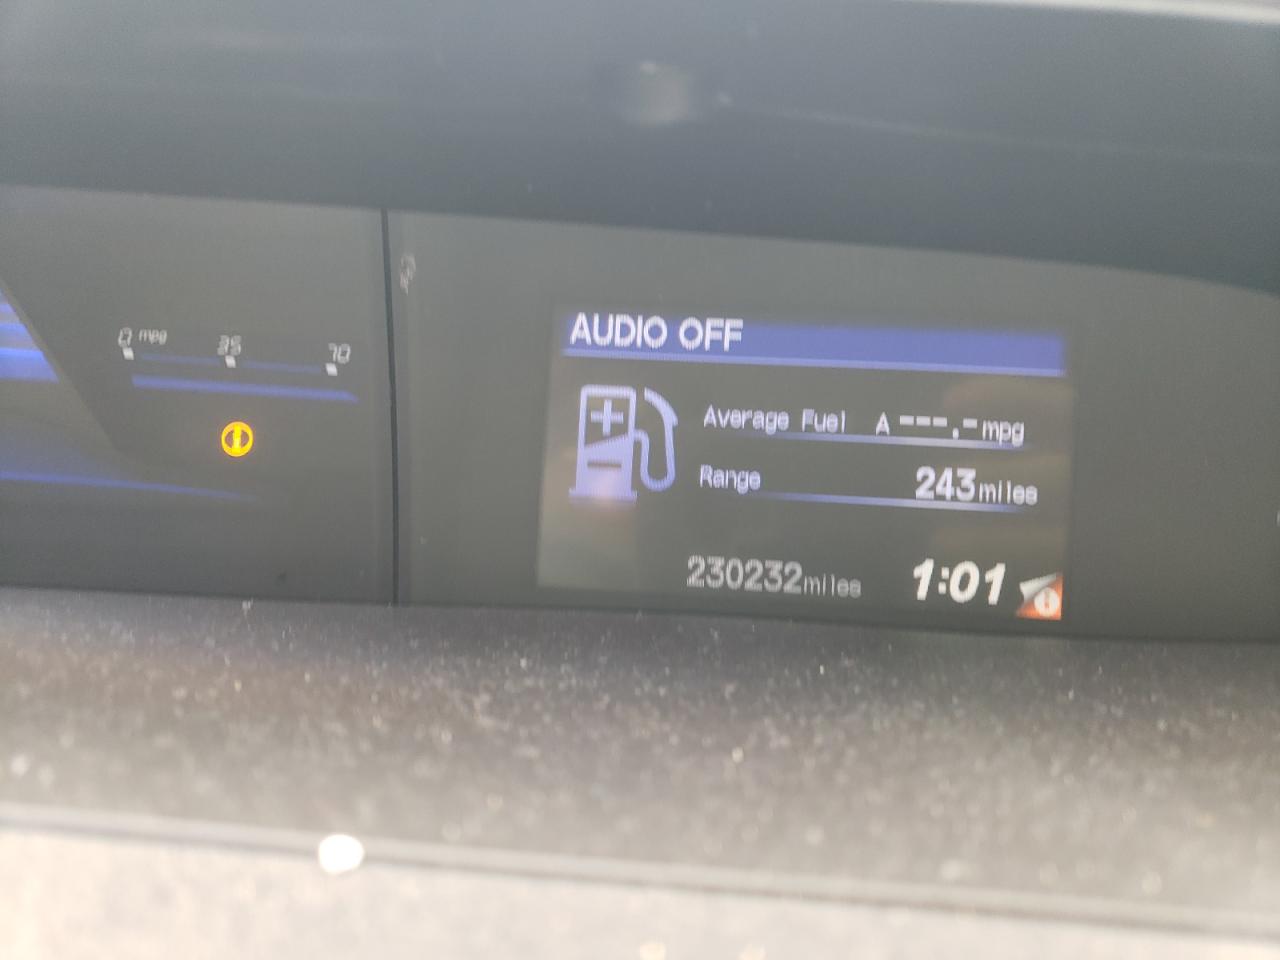 0 mpg 35 70
AUDIO OFF
Average Fuel A ---.-mpg
Range 243miles
230232miles 1:01